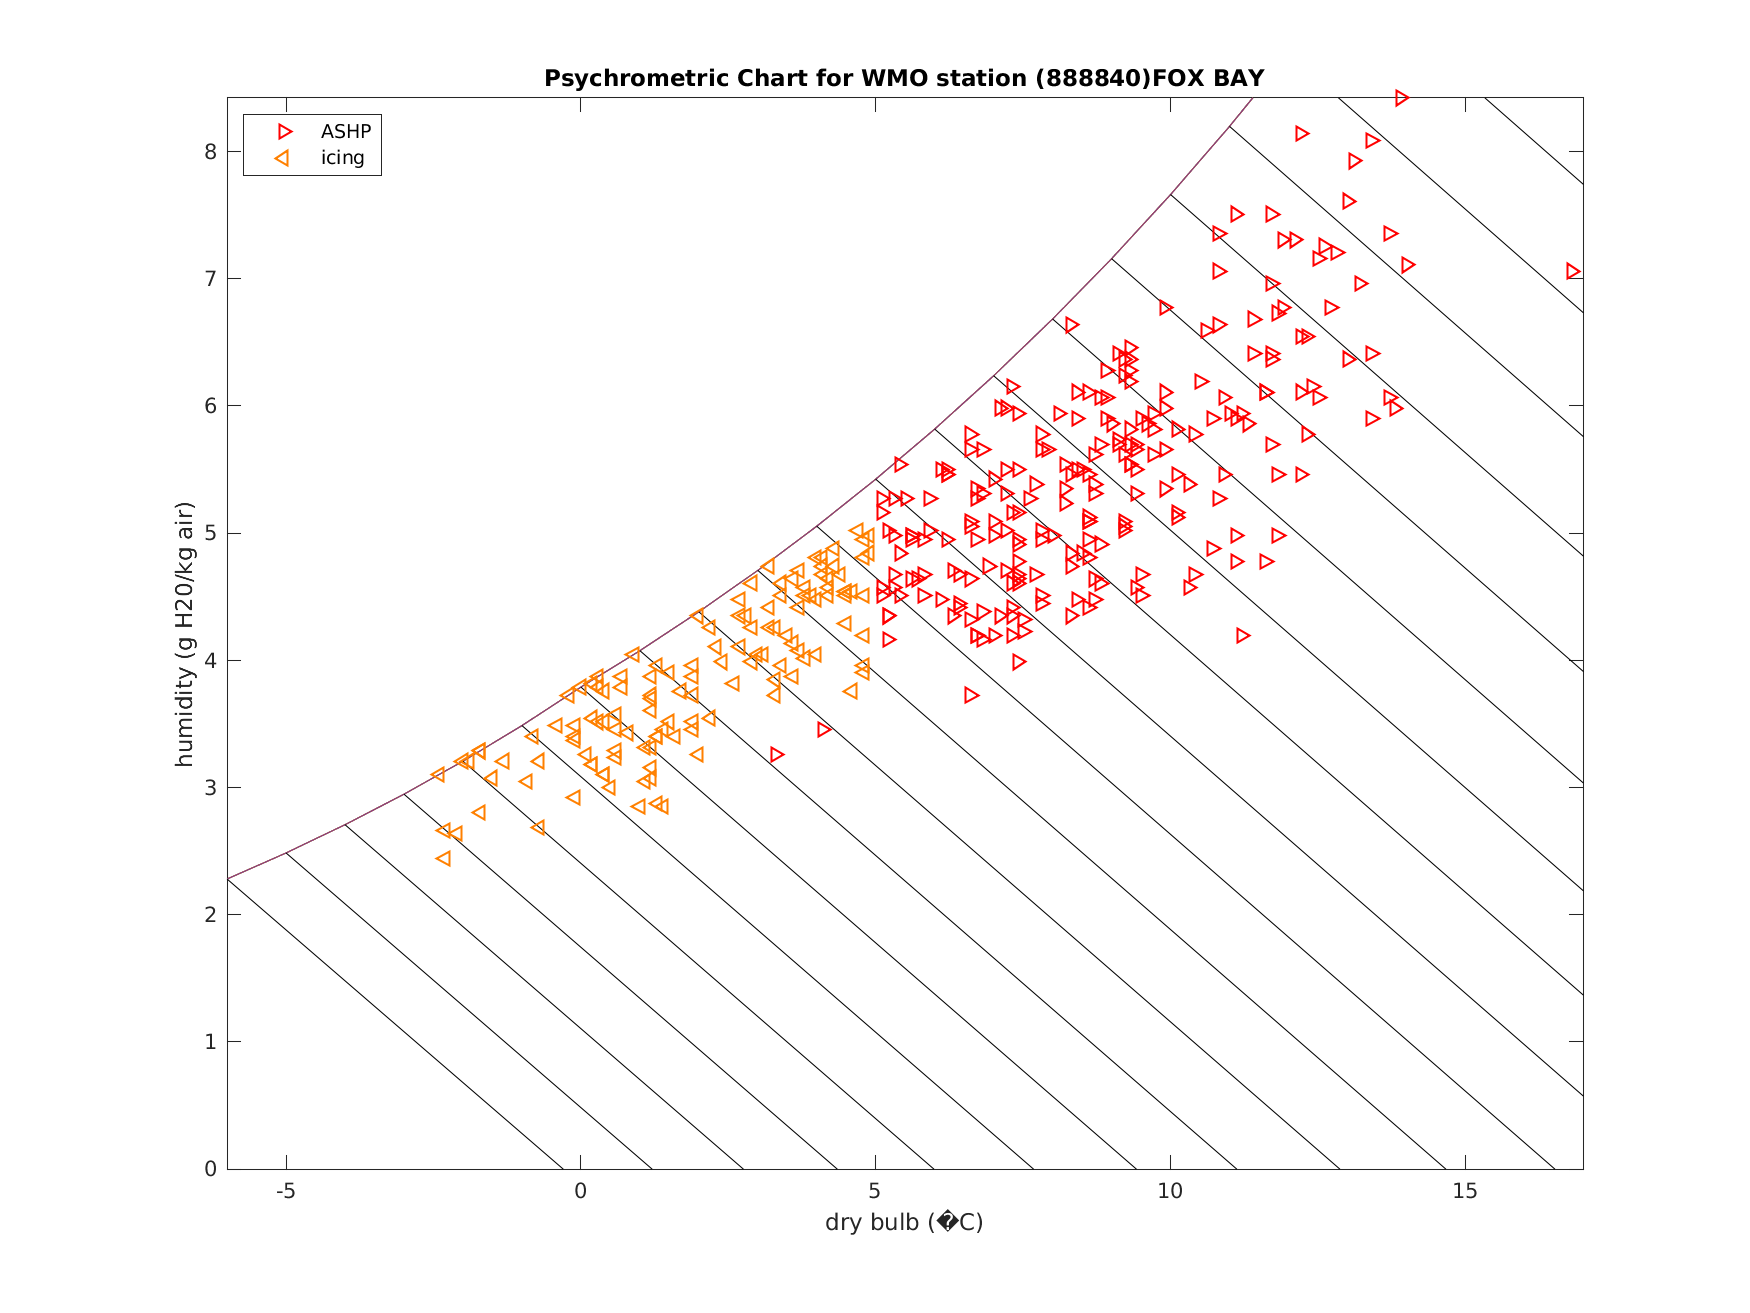 Psychrometric Chart for WMO station (888840)FOX BAY
ASHP
icing
8
7
6
5
4
3
2
1
0
humidity (g H20/kg air)
-5 0 5 10 15
dry bulb (�C)